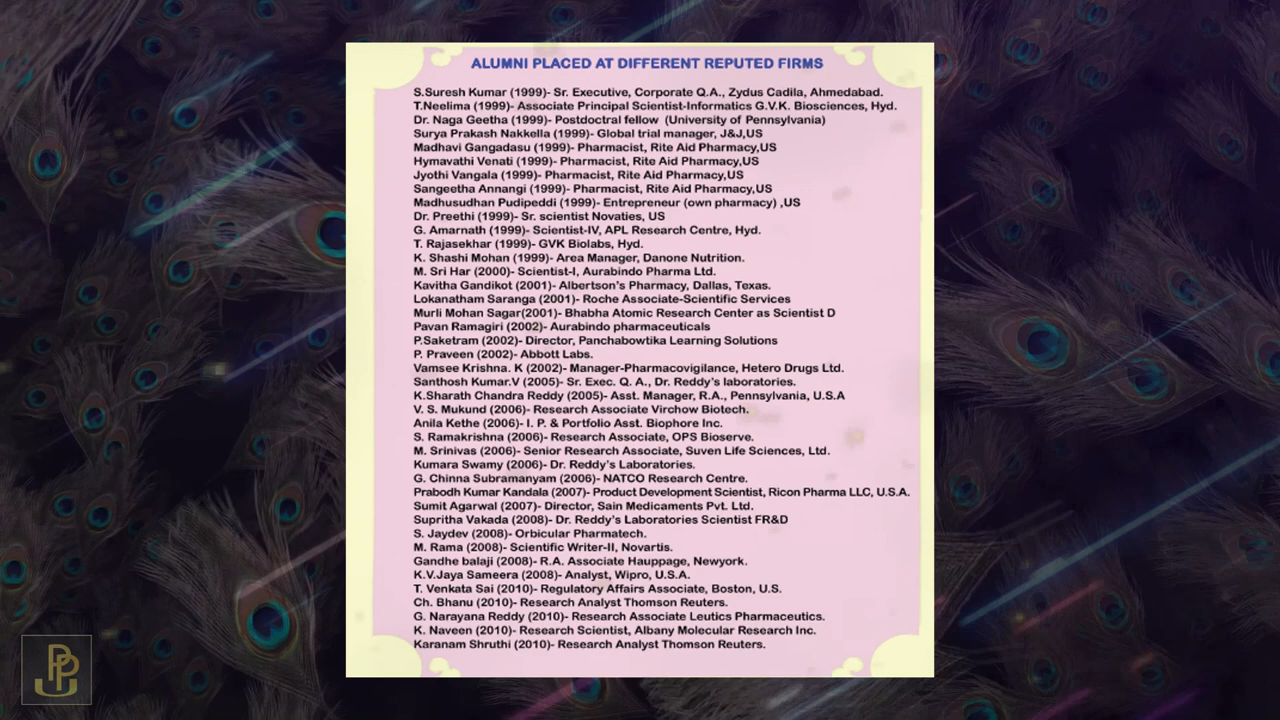 ALUMNI PLACED AT DIFFERENT REPUTED FIRMS
S.Suresh Kumar (1999)- Sr. Executive, Corporate Q.A., Zydus Cadila, Ahmedabad.
T.Neelima (1999)- Associate Principal Scientist-Informatics G.V.K. Biosciences, Hyd.
Dr. Naga Geetha (1999)- Postdoctral fellow (University of Pennsylvania)
Surya Prakash Nakkella (1999)- Global trial manager, J&J,US
Madhavi Gangadasu (1999)- Pharmacist, Rite Aid Pharmacy,US
Hymavathi Venati (1999)- Pharmacist, Rite Aid Pharmacy,US
Jyothi Vangala (1999)- Pharmacist, Rite Aid Pharmacy,US
Sangeetha Annangi (1999)- Pharmacist, Rite Aid Pharmacy,US
Madhusudhan Pudipeddi (1999)- Entrepreneur (own pharmacy) ,US
Dr. Preethi (1999)- Sr. scientist Novaties, US
G. Amarnath (1999)- Scientist-IV, APL Research Centre, Hyd.
T. Rajasekhar (1999)- GVK Biolabs, Hyd.
K. Shashi Mohan (1999)- Area Manager, Danone Nutrition.
M. Sri Har (2000)- Scientist-I, Aurabindo Pharma Ltd.
Kavitha Gandikot (2001)- Albertson's Pharmacy, Dallas, Texas.
Lokanatham Saranga (2001)- Roche Associate-Scientific Services
Murli Mohan Sagar(2001)- Bhabha Atomic Research Center as Scientist D
Pavan Ramagiri (2002)- Aurabindo pharmaceuticals
P.Saketram (2002)- Director, Panchabowtika Learning Solutions
P. Praveen (2002)- Abbott Labs.
Vamsee Krishna. K (2002)- Manager-Pharmacovigilance, Hetero Drugs Ltd.
Santhosh Kumar.V (2005)- Sr. Exec. Q. A., Dr. Reddy's laboratories.
K.Sharath Chandra Reddy (2005)- Asst. Manager, R.A., Pennsylvania, U.S.A
V. S. Mukund (2006)- Research Associate Virchow Biotech.
Anila Kethe (2006)- I. P. & Portfolio Asst. Biophore Inc.
S. Ramakrishna (2006)- Research Associate, OPS Bioserve.
M. Srinivas (2006)- Senior Research Associate, Suven Life Sciences, Ltd.
Kumara Swamy (2006)- Dr. Reddy's Laboratories.
G. Chinna Subramanyam (2006)- NATCO Research Centre.
Prabodh Kumar Kandala (2007)- Product Development Scientist, Ricon Pharma LLC, U.S.A.
Sumit Agarwal (2007)- Director, Sain Medicaments Pvt. Ltd.
Supritha Vakada (2008)- Dr. Reddy's Laboratories Scientist FR&D
S. Jaydev (2008)- Orbicular Pharmatech.
M. Rama (2008)- Scientific Writer-II, Novartis.
Gandhe balaji (2008)- R.A. Associate Hauppage, Newyork.
K.V.Jaya Sameera (2008)- Analyst, Wipro, U.S.A.
T. Venkata Sai (2010)- Regulatory Affairs Associate, Boston, U.S.
Ch. Bhanu (2010)- Research Analyst Thomson Reuters.
G. Narayana Reddy (2010)- Research Associate Leutics Pharmaceutics.
K. Naveen (2010)- Research Scientist, Albany Molecular Research Inc.
Karanam Shruthi (2010)- Research Analyst Thomson Reuters.